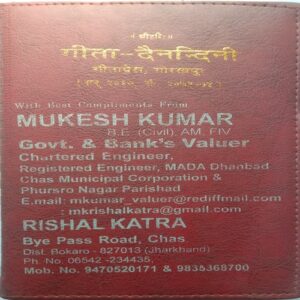 ॥ श्रीहरिः ॥
गीता-दैनन्दिनी
गीताप्रेस, गोरखपुर
With Best Compliments From
MUKESH KUMAR
B.E. (Civil), AM, FIV
Govt. & Bank's Valuer
Chartered Engineer,
Registered Engineer, MADA Dhanbad
Chas Municipal Corporation &
Phursro Nagar Parishad
E.mail: mkumar_valuer@rediffmail.com
: mkrishalkatra@gmail.com
RISHAL KATRA
Bye Pass Road, Chas
Dist. Bokaro - 827013 (Jharkhand)
Ph No. 06542 -234435,
Mob. No. 9470520171 & 9835368700